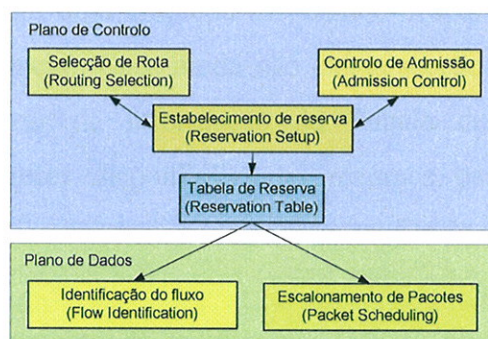 Plano de Controlo
Selecção de Rota
(Routing Selection)
Controlo de Admissão
(Admission Control)
Estabelecimento de reserva
(Reservation Setup)
Tabela de Reserva
(Reservation Table)
Plano de Dados
Identificação do fluxo
(Flow Identification)
Escalonamento de Pacotes
(Packet Scheduling)